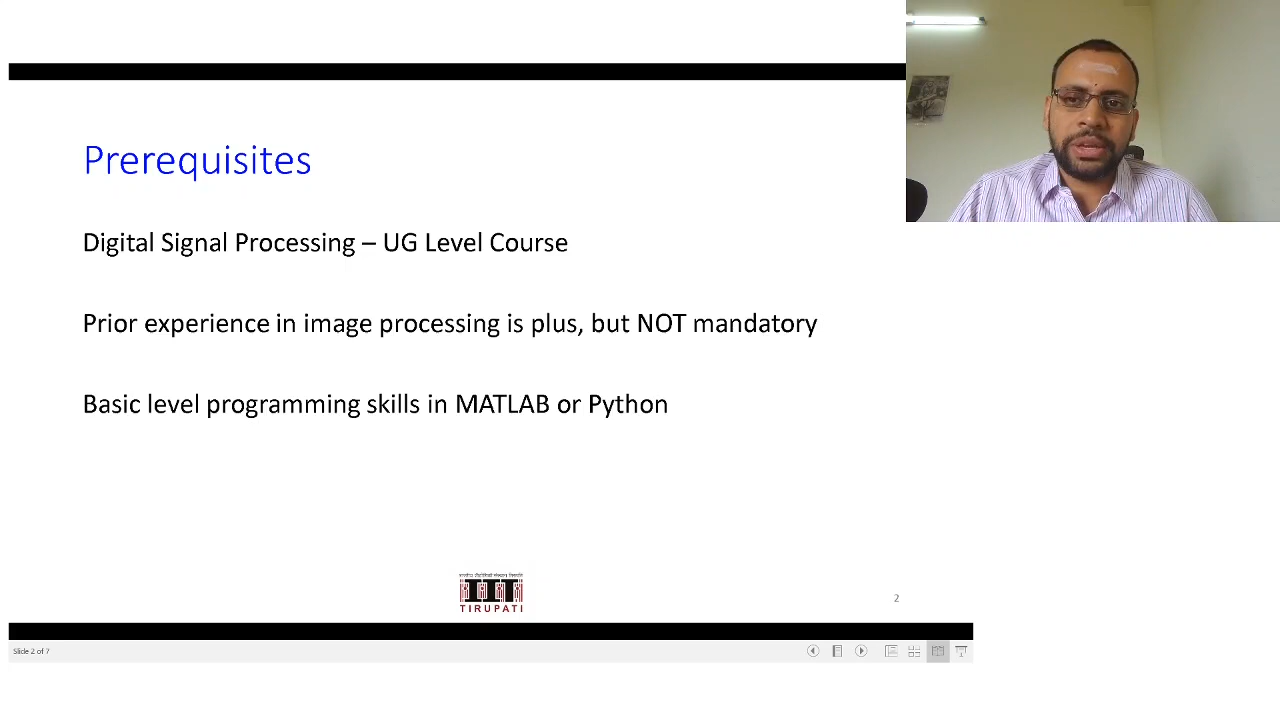 Prerequisites
Digital Signal Processing – UG Level Course
Prior experience in image processing is plus, but NOT mandatory
Basic level programming skills in MATLAB or Python
IIT
TIRUPATI
2
Slide 2 of 7